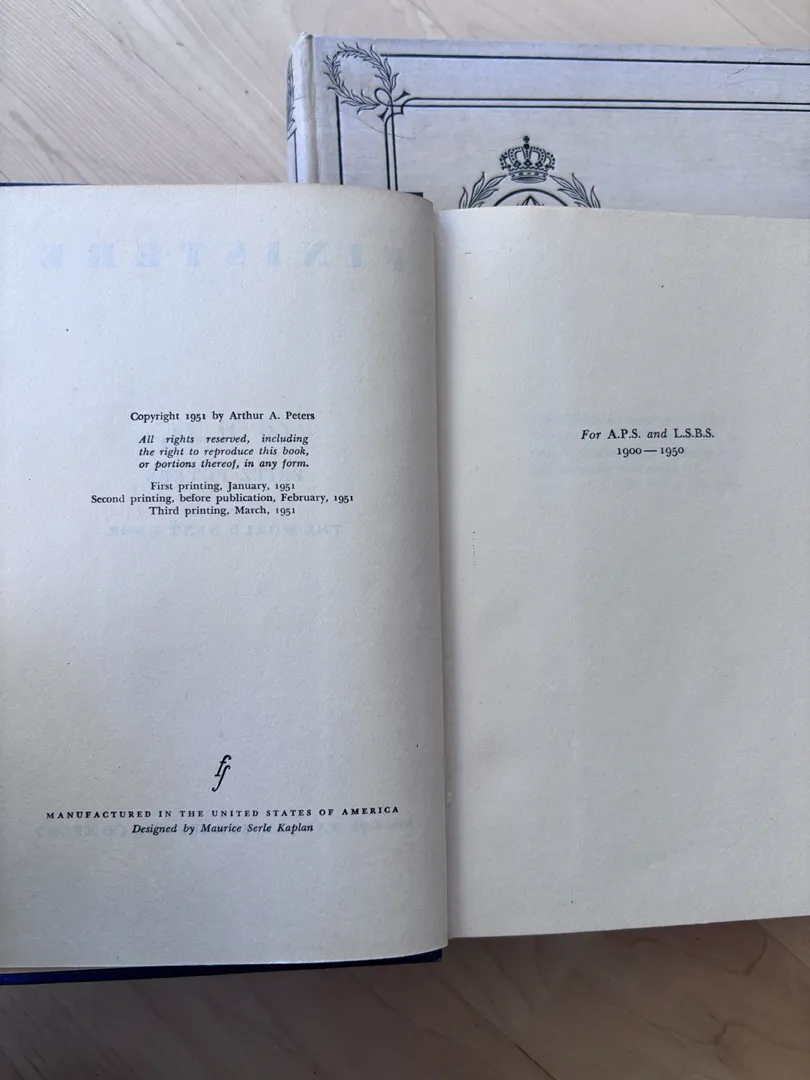 Copyright 1951 by Arthur A. Peters
All rights reserved, including
the right to reproduce this book,
or portions thereof, in any form.
First printing, January, 1951
Second printing, before publication, February, 1951
Third printing, March, 1951
fs
MANUFACTURED IN THE UNITED STATES OF AMERICA
Designed by Maurice Serle Kaplan
For A.P.S. and L.S.B.S.
1900—1950